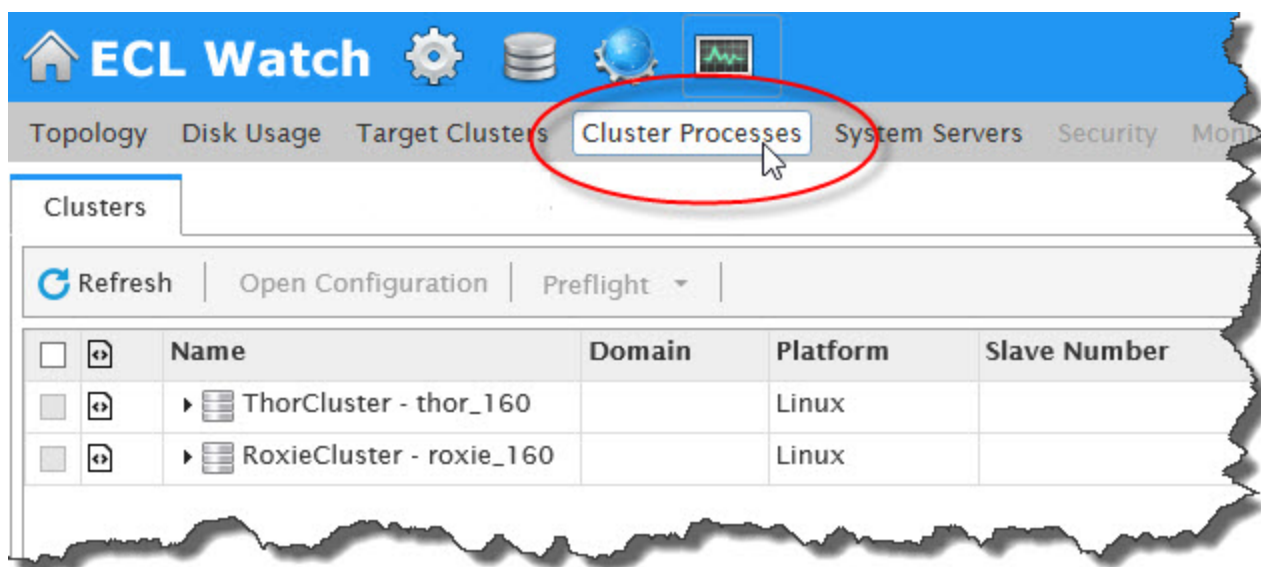 ECL Watch
Topology Disk Usage Target Clusters Cluster Processes System Servers Security
Clusters
Refresh Open Configuration Preflight
Name Domain Platform Slave Number
ThorCluster - thor_160 Linux
RoxieCluster - roxie_160 Linux